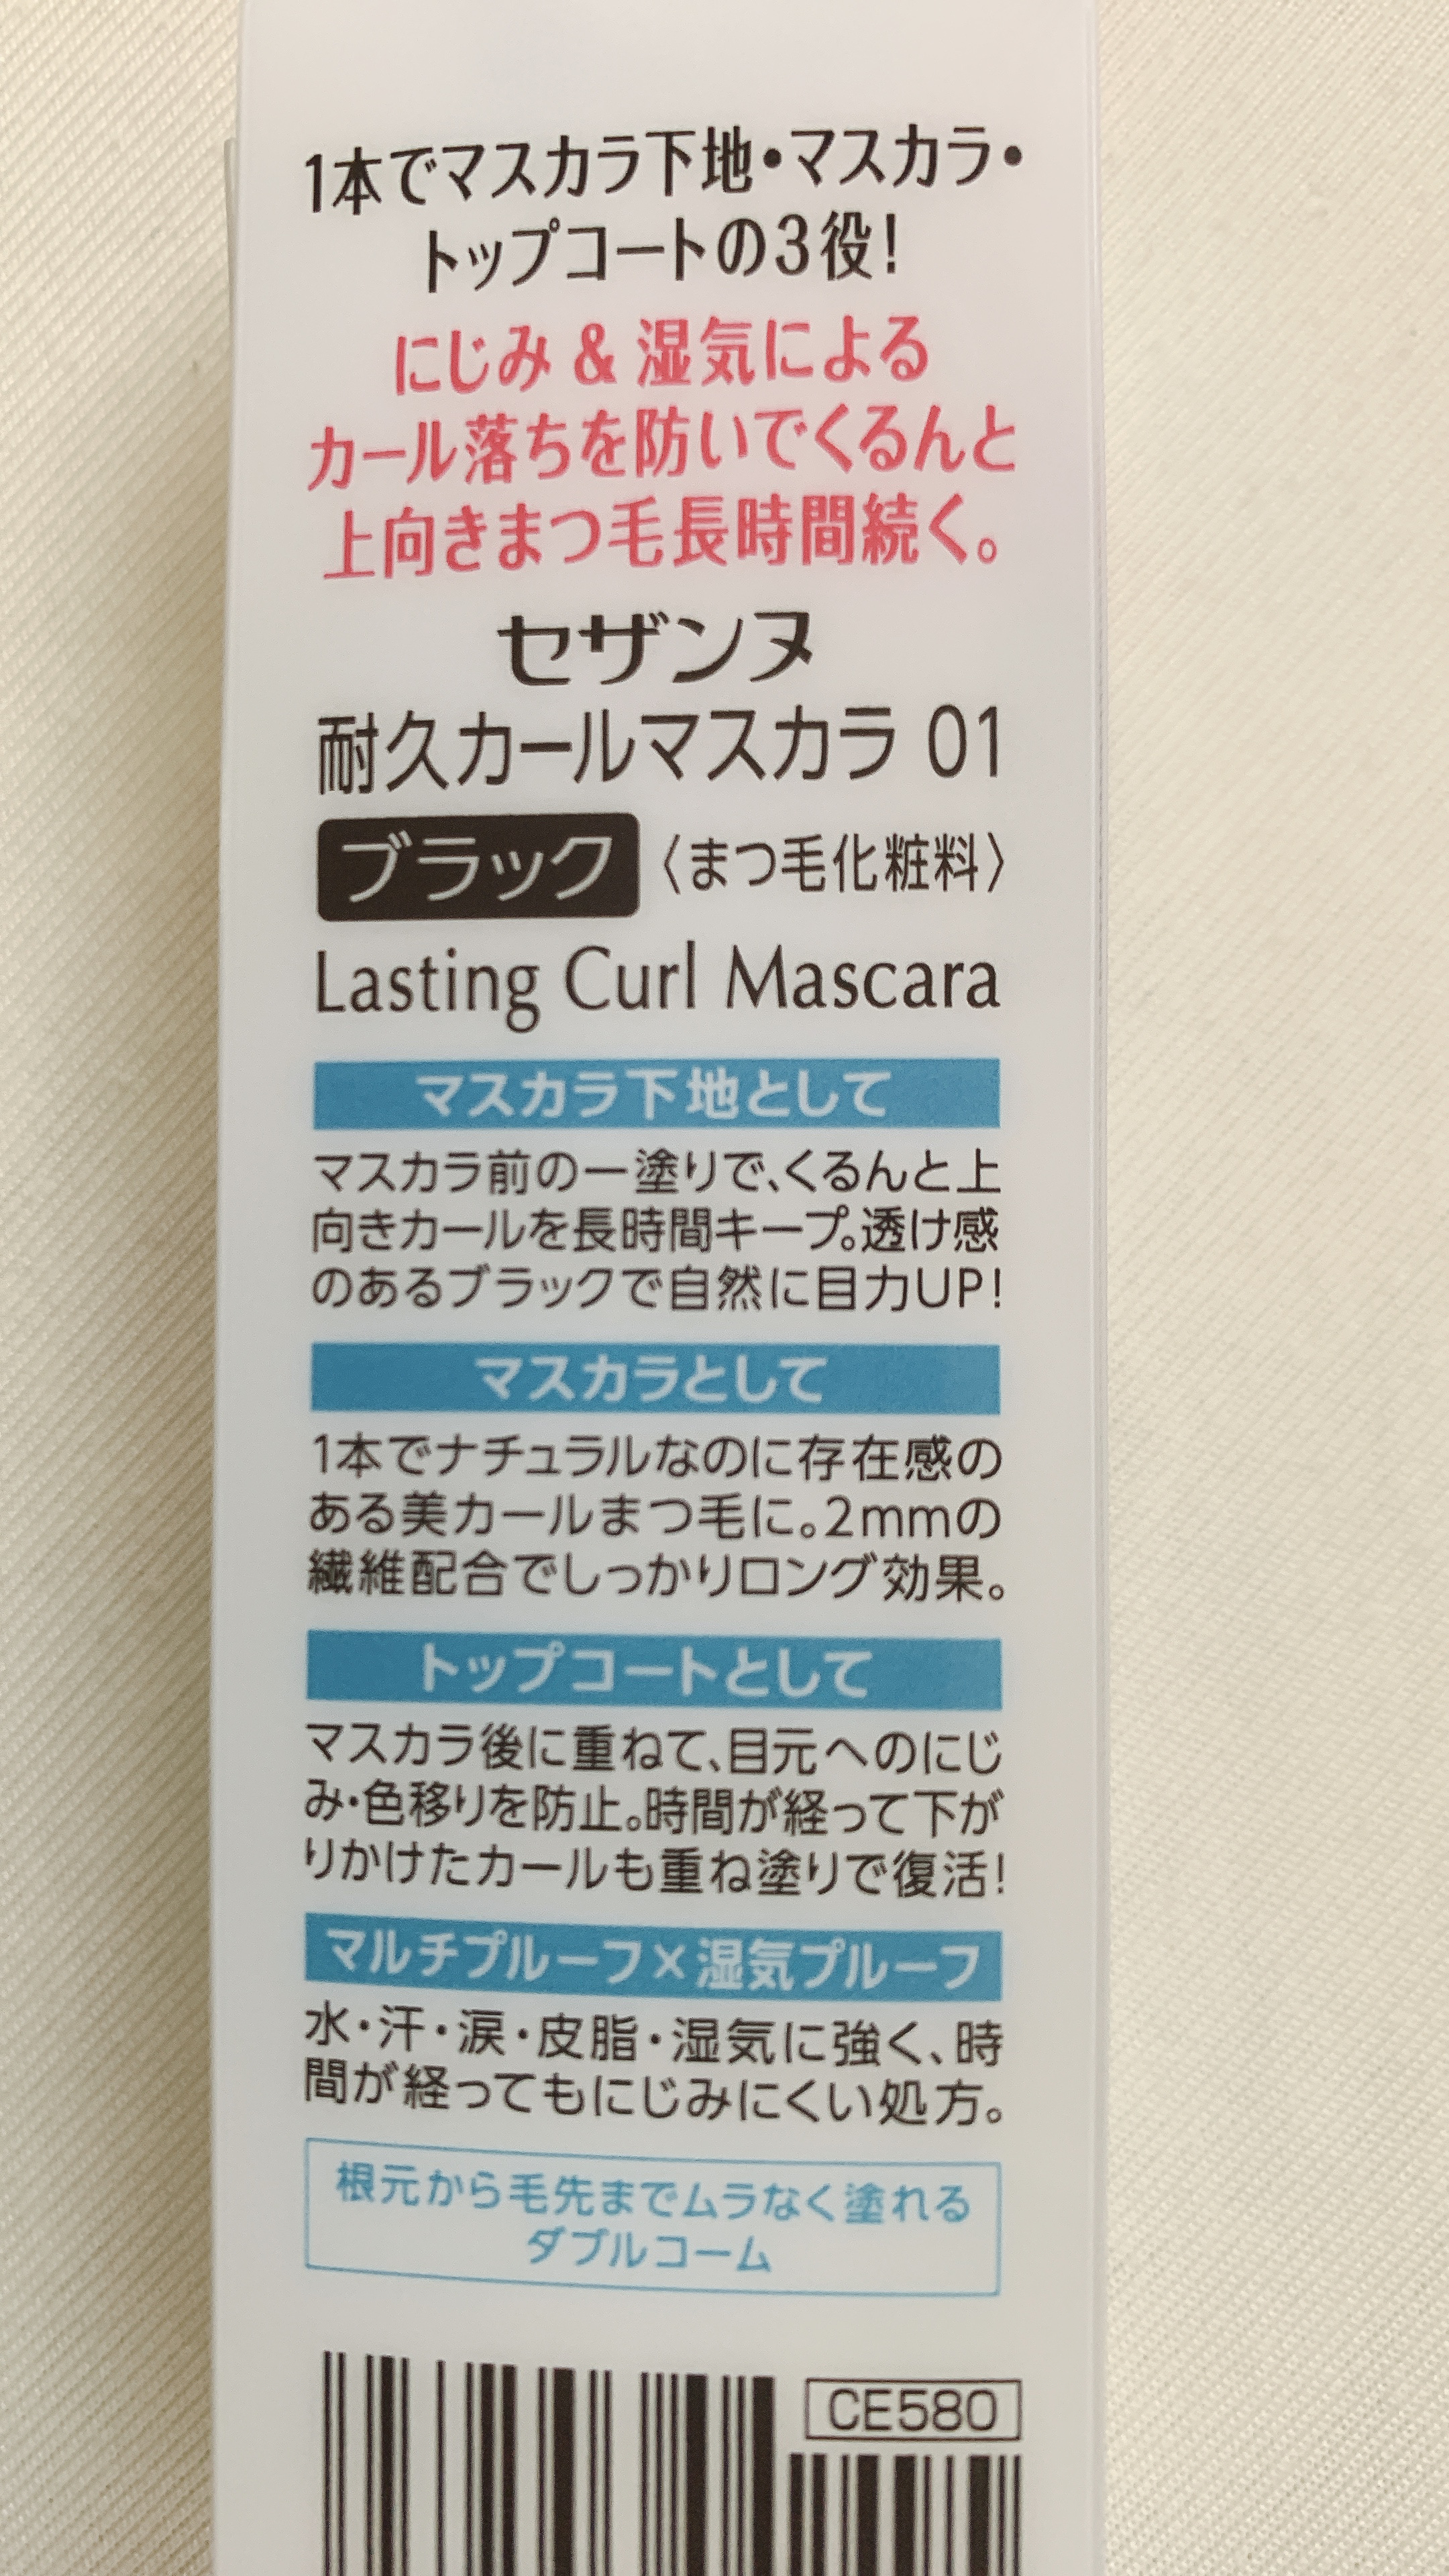 1本でマスカラ下地・マスカラ・
トップコートの3役!
にじみ & 湿気による
カール落ちを防いでくるんと
上向きまつ毛長時間続く。
セザンヌ
耐久カールマスカラ 01
ブラック 〈まつ毛化粧料〉
Lasting Curl Mascara
マスカラ下地として
マスカラ前の一塗りで、くるんと上
向きカールを長時間キープ。透け感
のあるブラックで自然に目力UP!
マスカラとして
1本でナチュラルなのに存在感の
ある美カールまつ毛に。2mmの
繊維配合でしっかりロング効果。
トップコートとして
マスカラ後に重ねて、目元へのにじ
み・色移りを防止。時間が経って下が
りかけたカールも重ね塗りで復活!
マルチプルーフ×湿気プルーフ
水・汗・涙・皮脂・湿気に強く、時
間が経ってもにじみにくい処方。
根元から毛先までムラなく塗れる
ダブルコーム
CE580